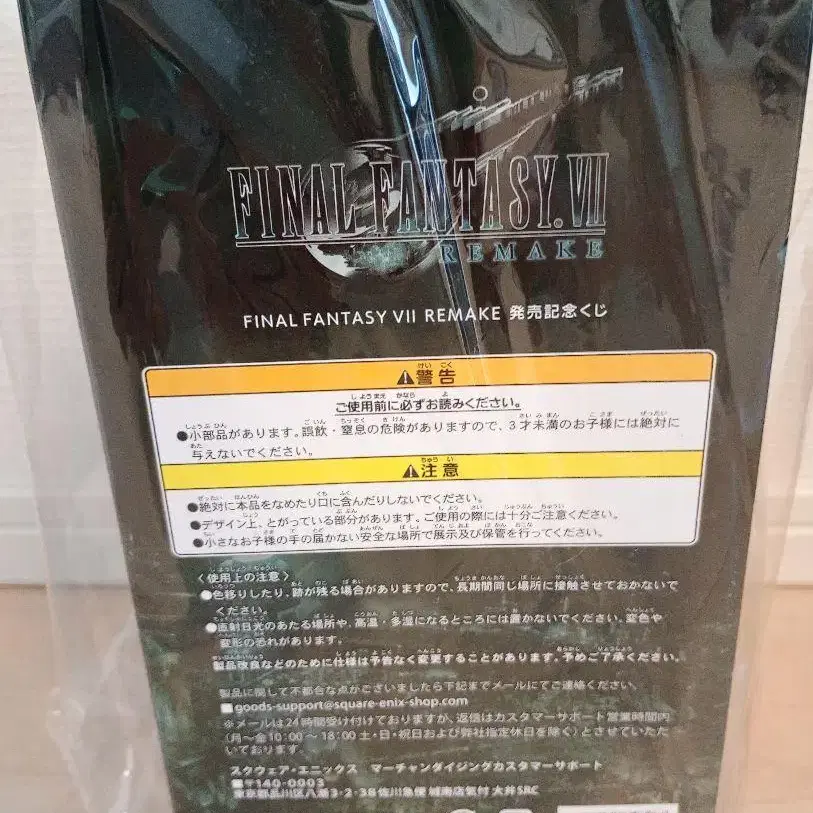 FINAL FANTASY. VII
REMAKE
FINAL FANTASY VII REMAKE 発売記念くじ
⚠警告
ご使用前に必ずお読みください。
●小部品があります。誤飲・窒息の危険がありますので、3才未満のお子様には絶対に
与えないでください。
⚠注意
●絶対に本品をなめたり口に含んだりしないでください。
●デザイン上、とがっている部分があります。ご使用の際には十分ご注意ください。
●小さなお子様の手の届かない安全な場所で展示及び保管を行ってください。
〈使用上の注意〉
●色移りしたり、跡が残る場合がありますので、長期間同じ場所に接触させておかないで
ください。
●直射日光のあたる場所や、高温・多湿になるところには置かないでください。変色や
変形の恐れがあります。
製品改良などのために仕様は予告なく変更することがあります。予めご了承ください。
製品に関して不都合な点がございましたら下記までメールにてご連絡ください。
■goods-support@square-enix-shop.com
※メールは24時間受け付けておりますが、返信はカスタマーサポート営業時間内
(月～金10:00～18:00 土・日・祝日および弊社指定休日を除く)とさせていた
だいております
スクウェア・エニックス マーチャンダイジングカスタマーサポート
■〒140-0003
東京都品川区八潮3-2-38 佐川急便 城南店気付 大井SRC